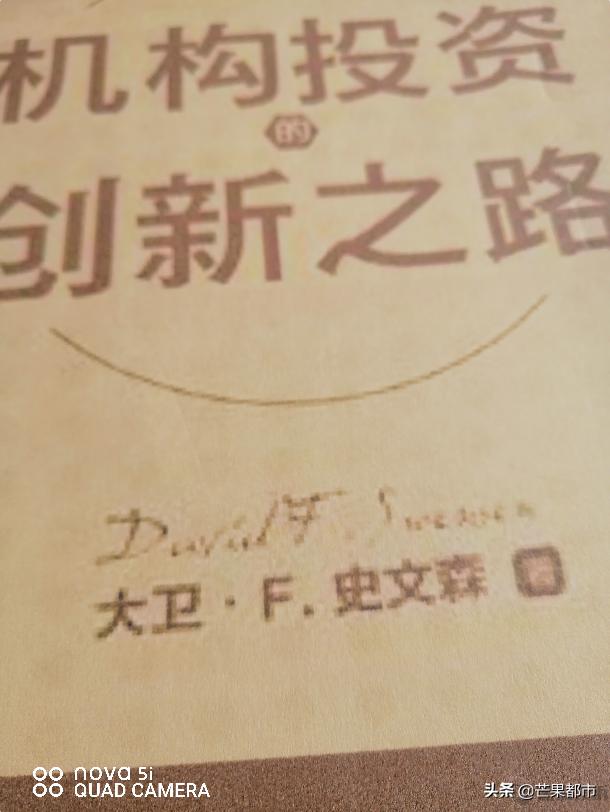 机构投资
的
创新之路
David F. Swensen
大卫·F.史文森 著
nova 5i
QUAD CAMERA
头条 @芒果都市